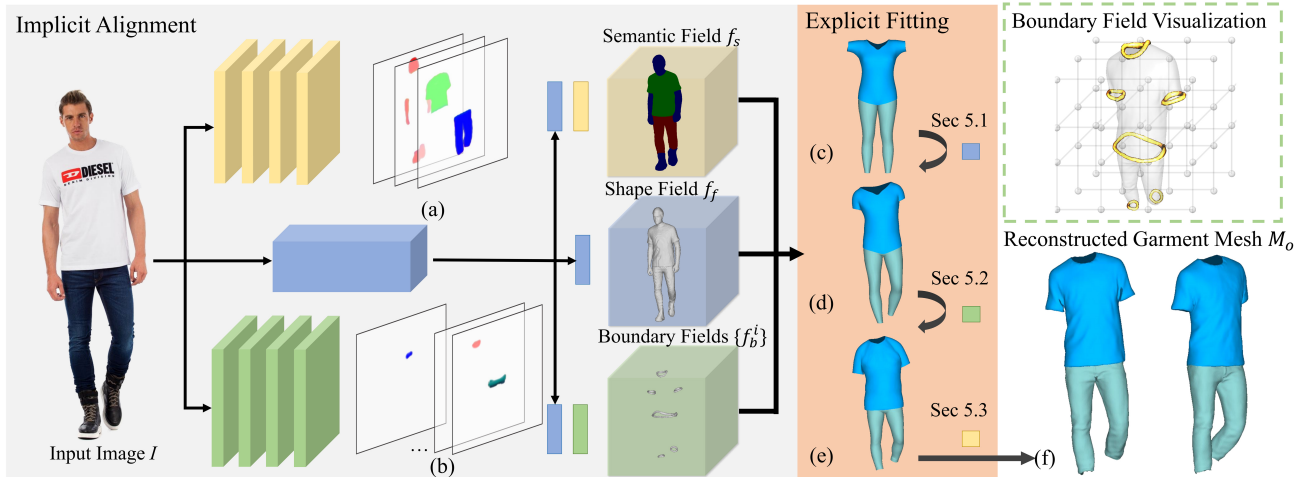 Implicit Alignment
DIESEL
Input Image I
(a)
(b)
...
Semantic Field f_s
Shape Field f_f
Boundary Fields {f_b^i}
Explicit Fitting
(c)
Sec 5.1
(d)
Sec 5.2
(e)
Sec 5.3
(f)
Boundary Field Visualization
Reconstructed Garment Mesh M_o